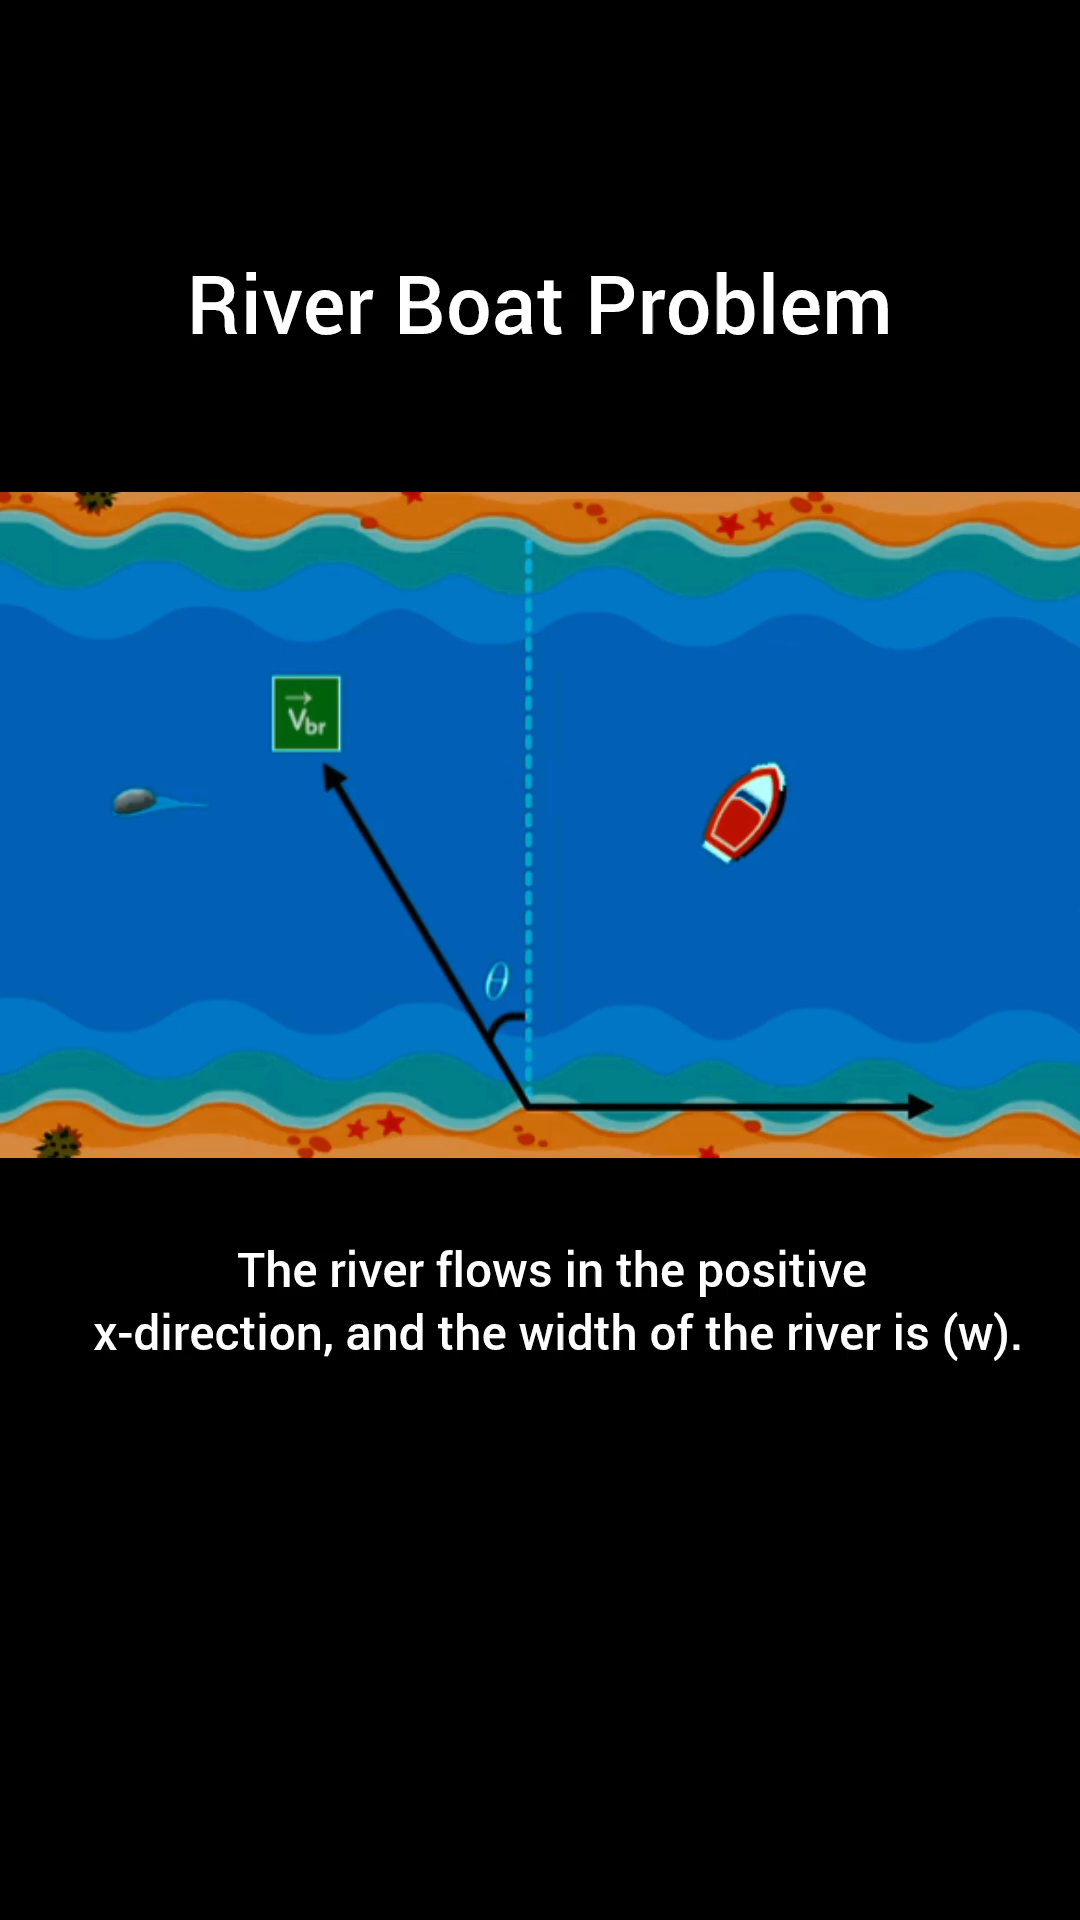 River Boat Problem
V⃗br
θ
The river flows in the positive
x-direction, and the width of the river is (w).